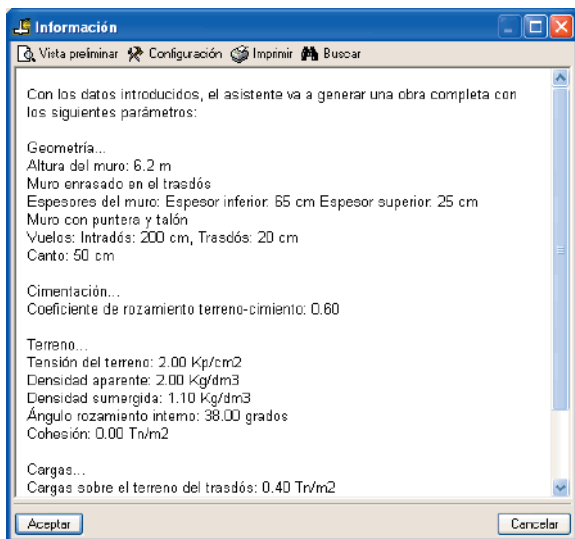 Información
Vista preliminar Configuración Imprimir Buscar
Con los datos introducidos, el asistente va a generar una obra completa con
los siguientes parámetros:
Geometría...
Altura del muro: 6.2 m
Muro enrasado en el trasdós
Espesores del muro: Espesor inferior: 65 cm Espesor superior: 25 cm
Muro con puntera y talón
Vuelos: Intradós: 200 cm, Trasdós: 20 cm
Canto: 50 cm
Cimentación...
Coeficiente de rozamiento terreno-cimiento: 0.60
Terreno...
Tensión del terreno: 2.00 Kp/cm2
Densidad aparente: 2.00 Kg/dm3
Densidad sumergida: 1.10 Kg/dm3
Ángulo rozamiento interno: 38.00 grados
Cohesión: 0.00 Tn/m2
Cargas...
Cargas sobre el terreno del trasdós: 0.40 Tn/m2
Aceptar Cancelar